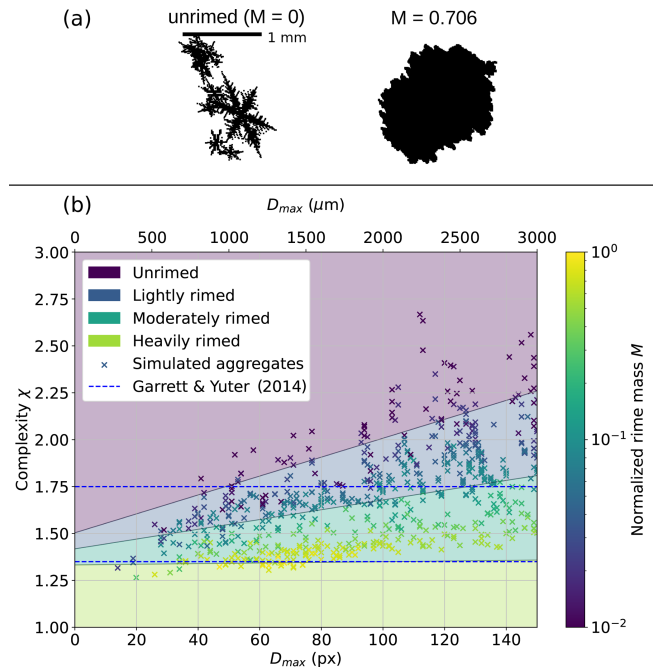 (a)
unrimed (M = 0)
M = 0.706
1 mm
(b)
D_max (μm)
0 500 1000 1500 2000 2500 3000
3.00
2.75
2.50
2.25
2.00
1.75
1.50
1.25
1.00
Complexity χ
Unrimed
Lightly rimed
Moderately rimed
Heavily rimed
Simulated aggregates
Garrett & Yuter (2014)
0 20 40 60 80 100 120 140
D_max (px)
10⁰
10⁻¹
10⁻²
Normalized rime mass M